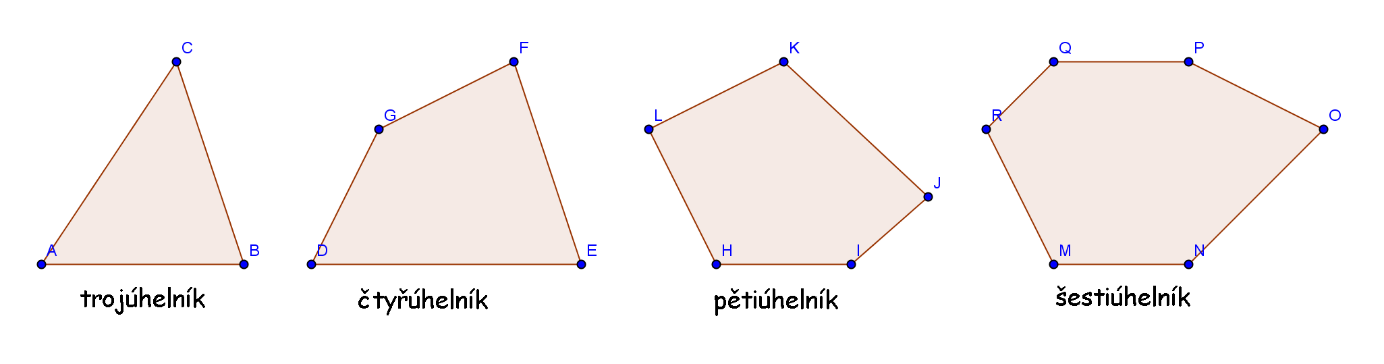 C
A
B
trojúhelník
F
G
D
E
čtyřúhelník
K
L
J
H
I
pětiúhelník
Q
P
R
O
M
N
šestiúhelník